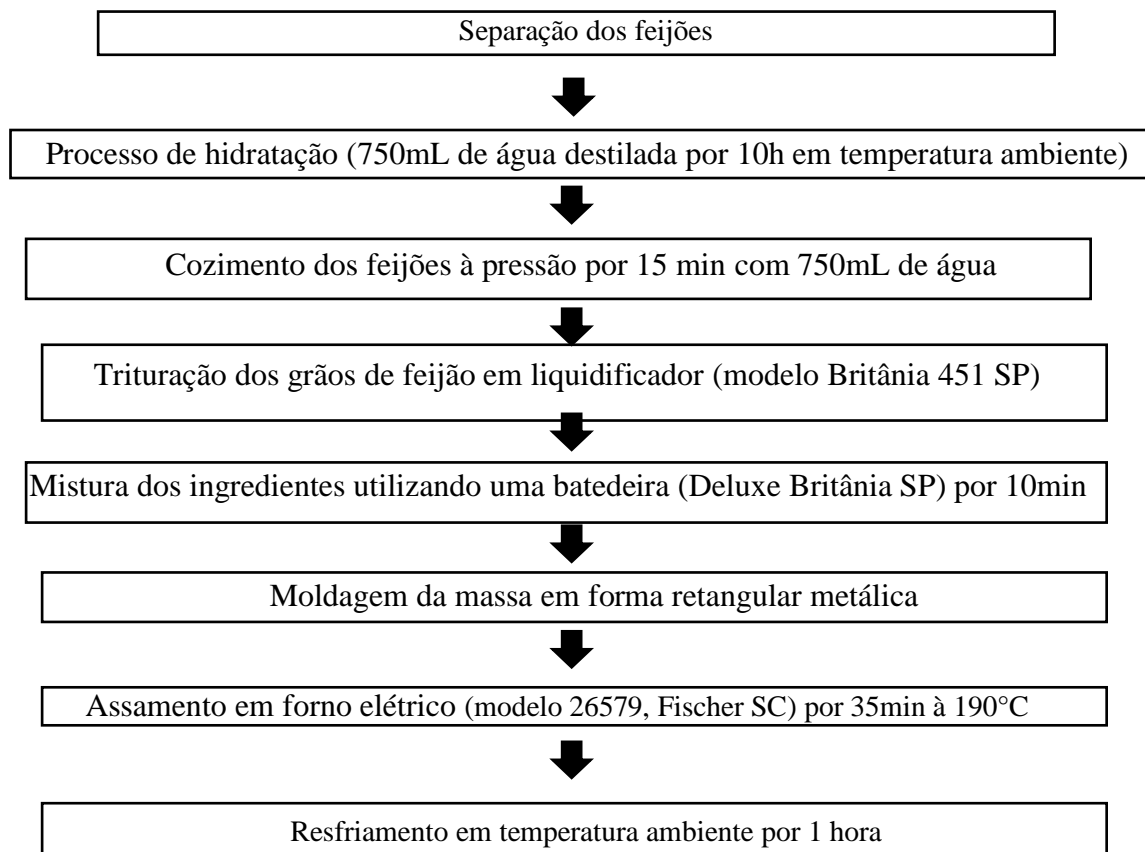 Separação dos feijões
Processo de hidratação (750mL de água destilada por 10h em temperatura ambiente)
Cozimento dos feijões à pressão por 15 min com 750mL de água
Trituração dos grãos de feijão em liquidificador (modelo Britânia 451 SP)
Mistura dos ingredientes utilizando uma batedeira (Deluxe Britânia SP) por 10min
Moldagem da massa em forma retangular metálica
Assamento em forno elétrico (modelo 26579, Fischer SC) por 35min à 190°C
Resfriamento em temperatura ambiente por 1 hora